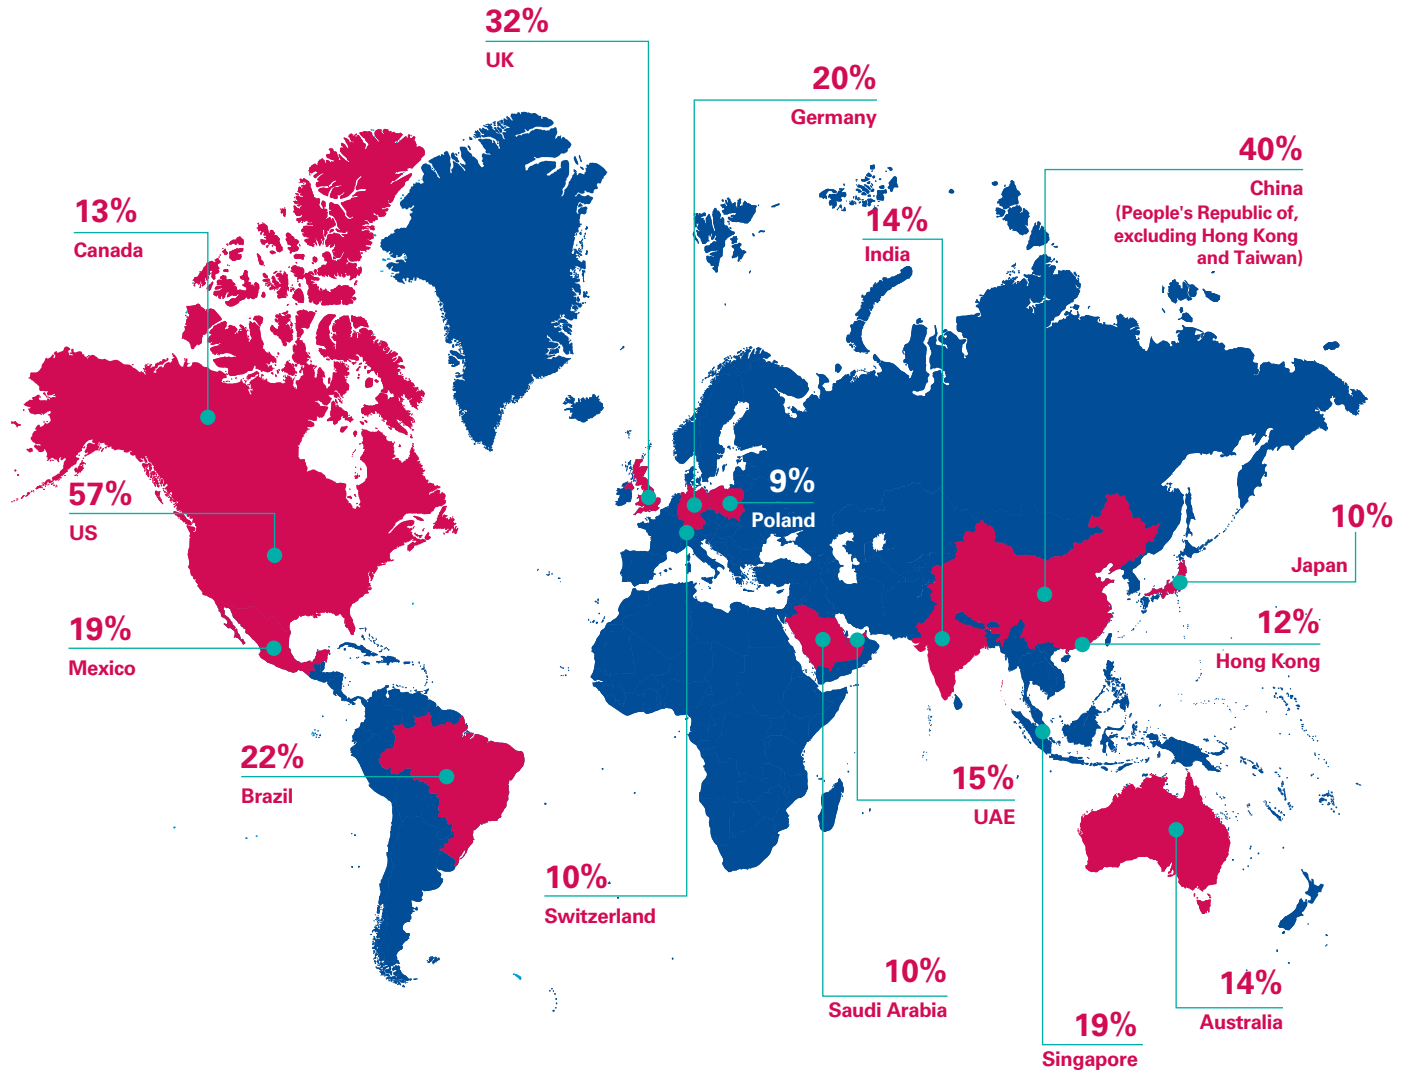 32%
UK
20%
Germany
40%
China
(People's Republic of,
excluding Hong Kong
and Taiwan)
13%
Canada
14%
India
57%
US
9%
Poland
10%
Japan
19%
Mexico
12%
Hong Kong
22%
Brazil
15%
UAE
10%
Switzerland
10%
Saudi Arabia
14%
Australia
19%
Singapore